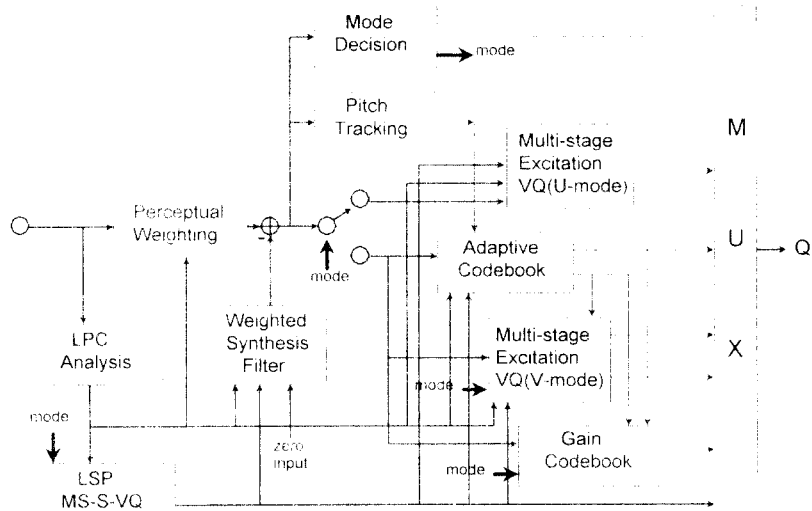 Mode
Decision
mode
Pitch
Tracking
M
Multi-stage
Excitation
VQ(U-mode)
Perceptual
Weighting
mode
Adaptive
Codebook
U
Q
LPC
Analysis
Weighted
Synthesis
Filter
Multi-stage
Excitation
VQ(V-mode)
mode
X
mode
zero
input
Gain
Codebook
mode
LSP
MS-S-VQ